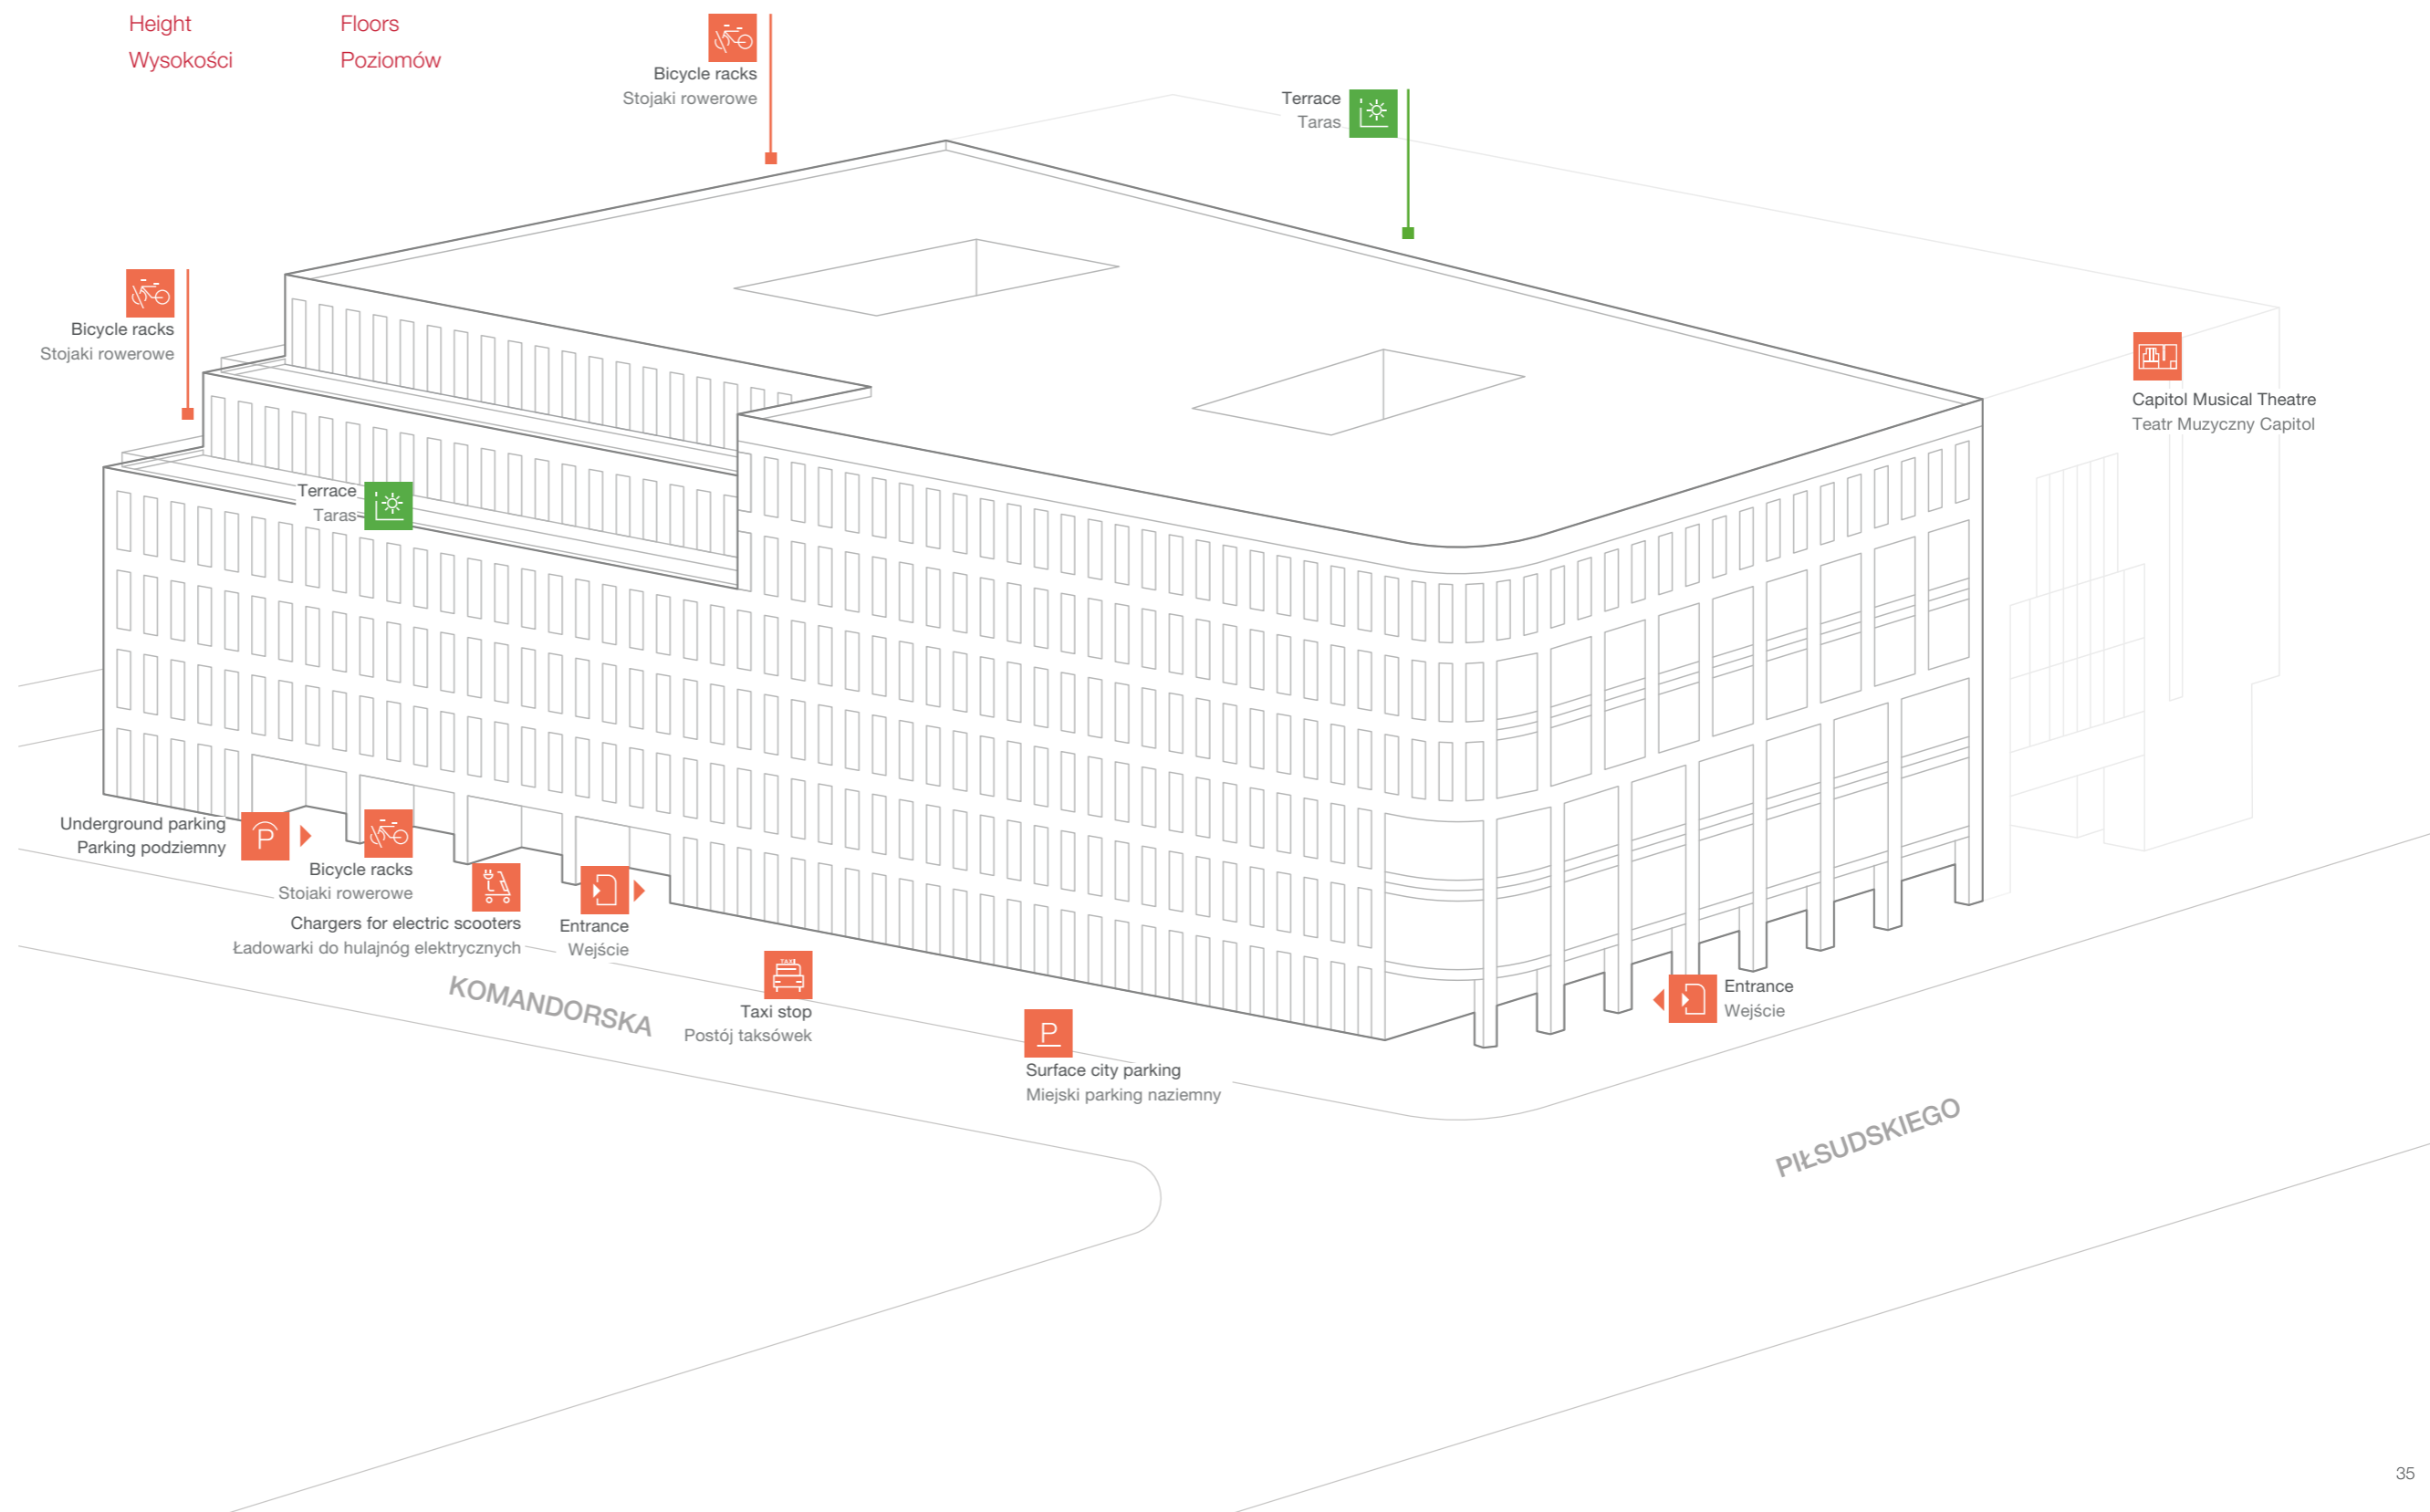 Height
Wysokości
Floors
Poziomów
Bicycle racks
Stojaki rowerowe
Terrace
Taras
Bicycle racks
Stojaki rowerowe
Capitol Musical Theatre
Teatr Muzyczny Capitol
Terrace
Taras
Underground parking
Parking podziemny
P
Bicycle racks
Stojaki rowerowe
Chargers for electric scooters
Ładowarki do hulajnóg elektrycznych
Entrance
Wejście
KOMANDORSKA
TAXI
Taxi stop
Postój taksówek
P
Surface city parking
Miejski parking naziemny
Entrance
Wejście
PIŁSUDSKIEGO
35